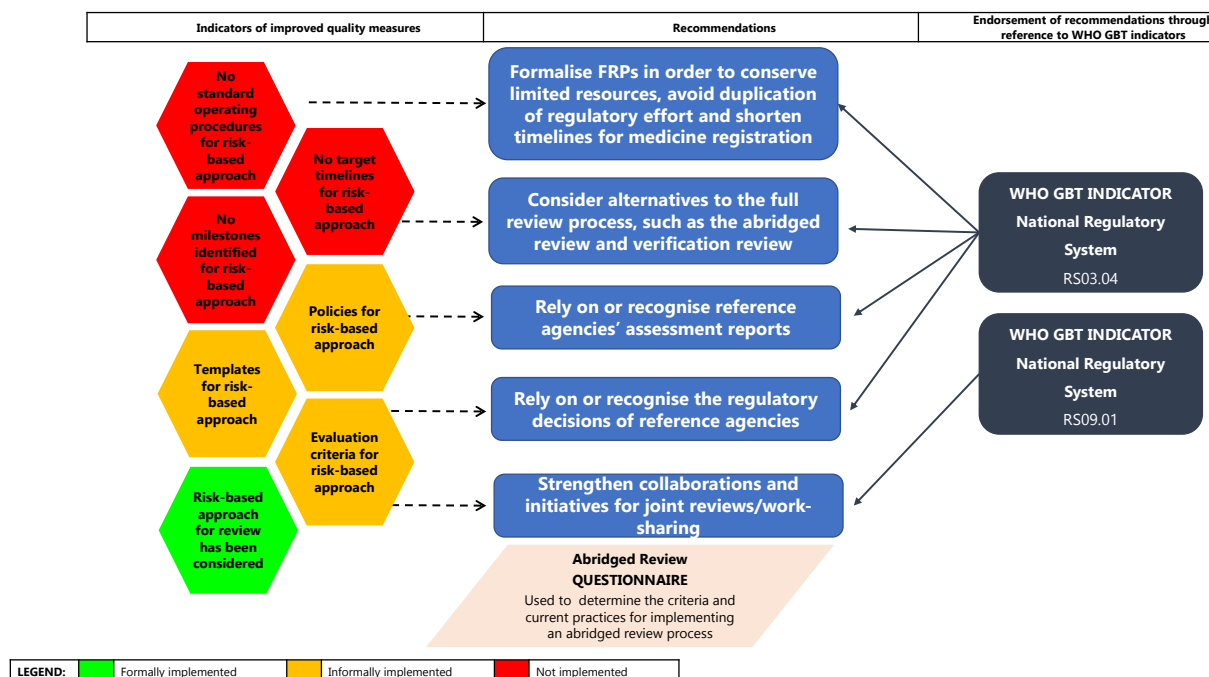 Indicators of improved quality measures
Recommendations
Endorsement of recommendations through
reference to WHO GBT indicators
No
standard
operating
procedures
for risk-
based
approach
No target
timelines
for risk-
based
approach
No
milestones
identified
for risk-
based
approach
Policies for
risk-based
approach
Templates
for risk-
based
approach
Evaluation
criteria for
risk-based
approach
Risk-based
approach
for review
has been
considered
Formalise FRPs in order to conserve
limited resources, avoid duplication
of regulatory effort and shorten
timelines for medicine registration
Consider alternatives to the full
review process, such as the abridged
review and verification review
Rely on or recognise reference
agencies’ assessment reports
Rely on or recognise the regulatory
decisions of reference agencies
Strengthen collaborations and
initiatives for joint reviews/work-
sharing
Abridged Review
QUESTIONNAIRE
Used to determine the criteria and
current practices for implementing
an abridged review process
WHO GBT INDICATOR
National Regulatory
System
RS03.04
WHO GBT INDICATOR
National Regulatory
System
RS09.01
LEGEND: Formally implemented Informally implemented Not implemented